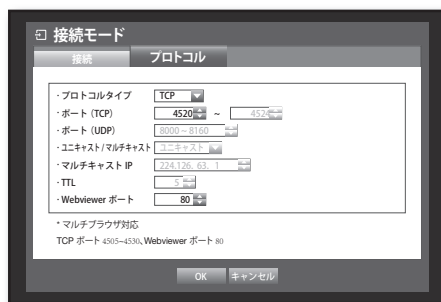 接続モード
接続 プロトコル
· プロトコルタイプ TCP
· ポート (TCP) 4520 ~ 4524
· ポート (UDP) 8000 ~ 8160
· ユニキャスト/マルチキャスト ユニキャスト
· マルチキャスト IP 224.126. 63. 1
· TTL 5
· Webviewer ポート 80
* マルチブラウザ対応
TCP ポート 4505~4530、Webviewer ポート 80
OK キャンセル